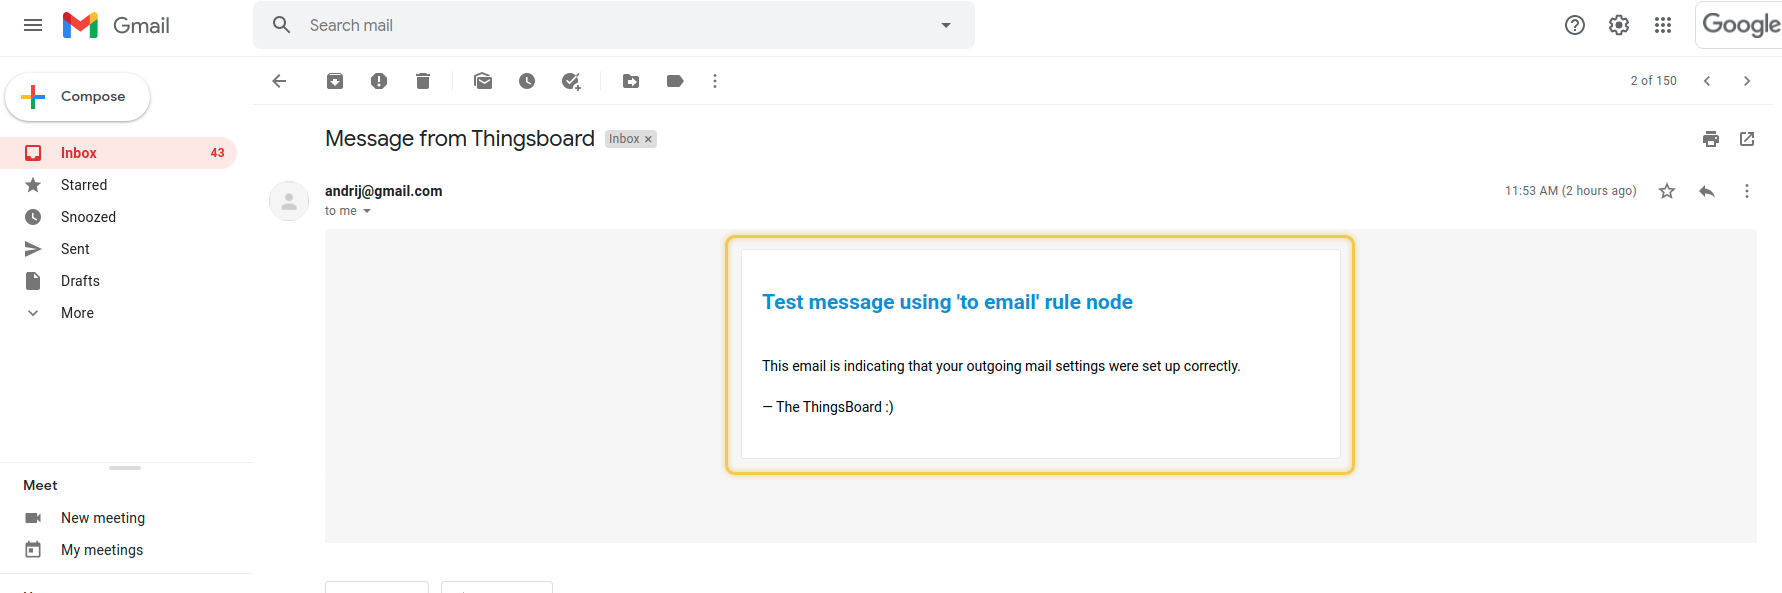 Gmail
Search mail
Google
Compose
2 of 150
Inbox 43
Starred
Snoozed
Sent
Drafts
More
Message from Thingsboard Inbox ×
andrij@gmail.com
11:53 AM (2 hours ago)
to me
Test message using 'to email' rule node
This email is indicating that your outgoing mail settings were set up correctly.
— The ThingsBoard :)
Meet
New meeting
My meetings